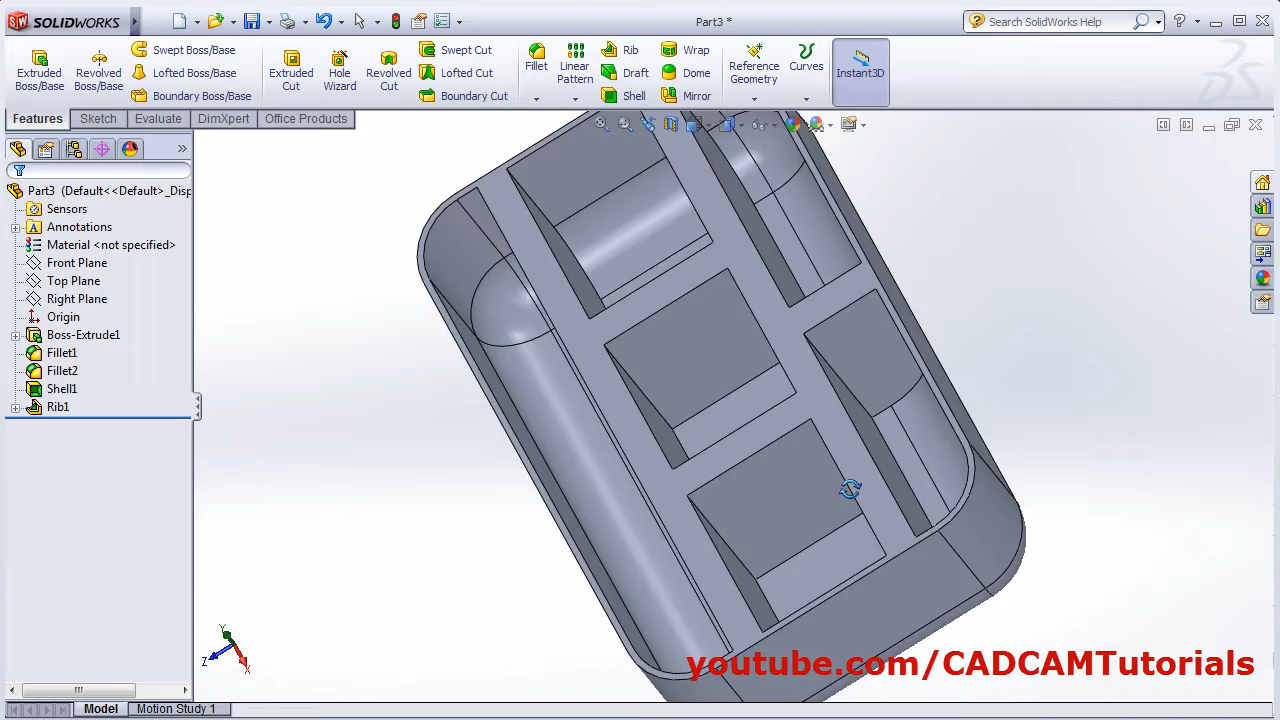 SOLIDWORKS
Part3 *
Search SolidWorks Help
Extruded Boss/Base
Revolved Boss/Base
Swept Boss/Base
Lofted Boss/Base
Boundary Boss/Base
Extruded Cut
Hole Wizard
Revolved Cut
Swept Cut
Lofted Cut
Boundary Cut
Fillet
Linear Pattern
Rib
Draft
Shell
Wrap
Dome
Mirror
Reference Geometry
Curves
Instant3D
Features
Sketch
Evaluate
DimXpert
Office Products
Part3 (Default<<Default>_Disp
Sensors
Annotations
Material <not specified>
Front Plane
Top Plane
Right Plane
Origin
Boss-Extrude1
Fillet1
Fillet2
Shell1
Rib1
Y
Z
X
youtube.com/CADCAMTutorials
Model
Motion Study 1